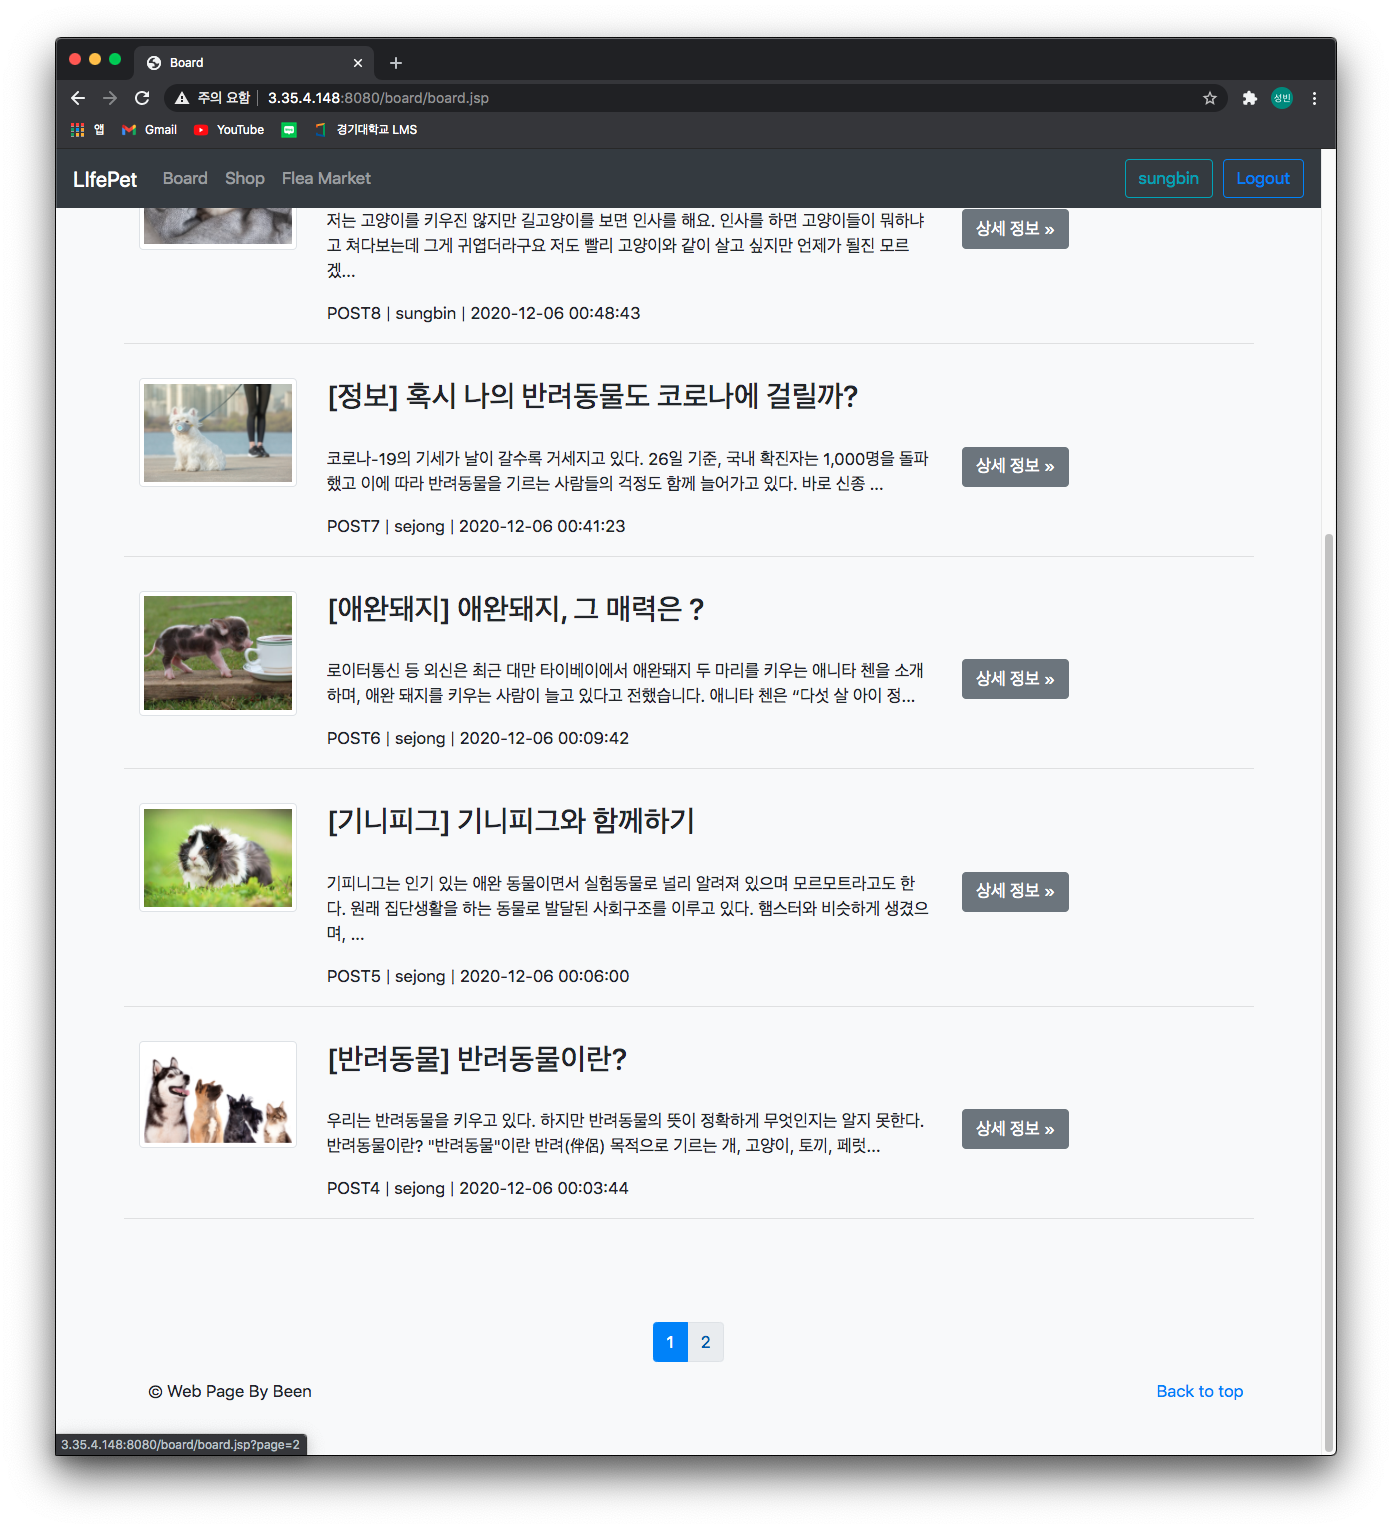 Board
주의 요함 | 3.35.4.148:8080/board/board.jsp
성빈
앱 Gmail YouTube 경기대학교 LMS
LIfePet Board Shop Flea Market sungbin Logout
저는 고양이를 키우진 않지만 길고양이를 보면 인사를 해요. 인사를 하면 고양이들이 뭐하냐
고 쳐다보는데 그게 귀엽더라구요 저도 빨리 고양이와 같이 살고 싶지만 언제가 될진 모르
겠...
상세 정보 »
POST8 | sungbin | 2020-12-06 00:48:43
[정보] 혹시 나의 반려동물도 코로나에 걸릴까?
코로나-19의 기세가 날이 갈수록 거세지고 있다. 26일 기준, 국내 확진자는 1,000명을 돌파
했고 이에 따라 반려동물을 기르는 사람들의 걱정도 함께 늘어가고 있다. 바로 신종 ...
상세 정보 »
POST7 | sejong | 2020-12-06 00:41:23
[애완돼지] 애완돼지, 그 매력은 ?
로이터통신 등 외신은 최근 대만 타이베이에서 애완돼지 두 마리를 키우는 애니타 첸을 소개
하며, 애완 돼지를 키우는 사람이 늘고 있다고 전했습니다. 애니타 첸은 “다섯 살 아이 정...
상세 정보 »
POST6 | sejong | 2020-12-06 00:09:42
[기니피그] 기니피그와 함께하기
기피니그는 인기 있는 애완 동물이면서 실험동물로 널리 알려져 있으며 모르모트라고도 한
다. 원래 집단생활을 하는 동물로 발달된 사회구조를 이루고 있다. 햄스터와 비슷하게 생겼으
며, ...
상세 정보 »
POST5 | sejong | 2020-12-06 00:06:00
[반려동물] 반려동물이란?
우리는 반려동물을 키우고 있다. 하지만 반려동물의 뜻이 정확하게 무엇인지는 알지 못한다.
반려동물이란? "반려동물"이란 반려(伴侶) 목적으로 기르는 개, 고양이, 토끼, 페럿...
상세 정보 »
POST4 | sejong | 2020-12-06 00:03:44
1 2
© Web Page By Been
Back to top
3.35.4.148:8080/board/board.jsp?page=2